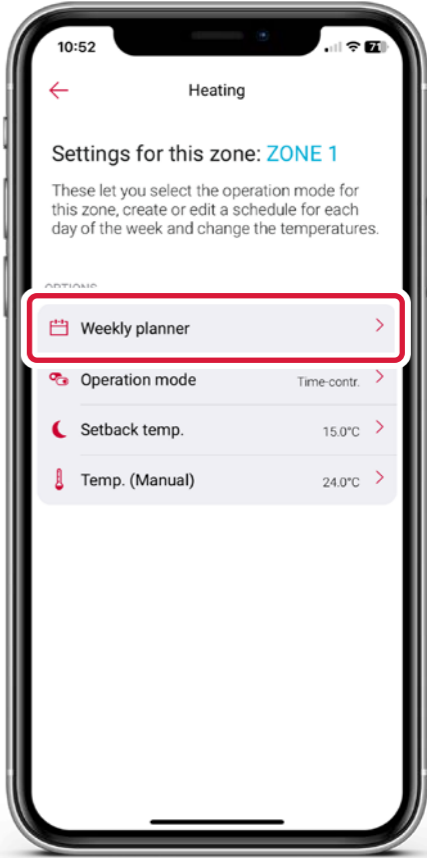 10:52
71
Heating
Settings for this zone: ZONE 1
These let you select the operation mode for
this zone, create or edit a schedule for each
day of the week and change the temperatures.
OPTIONS
Weekly planner
Operation mode Time-contr.
Setback temp. 15.0°C
Temp. (Manual) 24.0°C